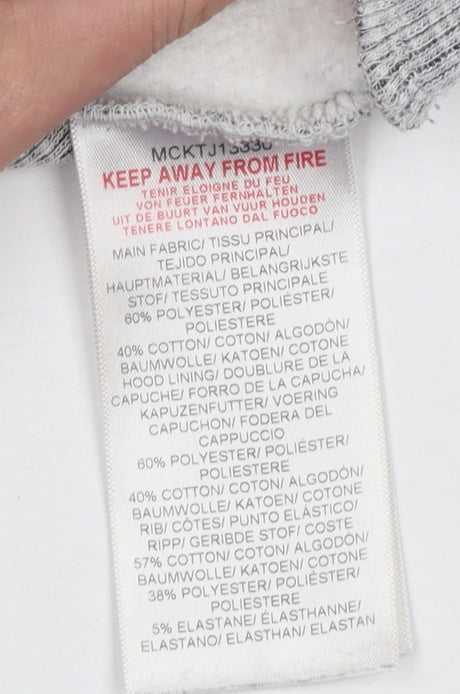 KEEP AWAY FROM FIRE
TENIR ELOIGNE DU FEU
VON FEUER FERNHALTEN
UIT DE BUURT VAN VUUR HOUDEN
TENERE LONTANO DAL FUOCO
MAIN FABRIC/ TISSU PRINCIPAL/
TEJIDO PRINCIPAL/
HAUPTMATERIAL/ BELANGRIJKSTE
STOF/ TESSUTO PRINCIPALE
60% POLYESTER/ POLIÉSTER/
POLIESTERE
40% COTTON/ COTON/ ALGODÓN/
BAUMWOLLE/ KATOEN/ COTONE
HOOD LINING/ DOUBLURE DE LA
CAPUCHE/ FORRO DE LA CAPUCHA/
KAPUZENFUTTER/ VOERING
CAPUCHON/ FODERA DEL
CAPPUCCIO
60% POLYESTER/ POLIÉSTER/
POLIESTERE
40% COTTON/ COTON/ ALGODÓN/
BAUMWOLLE/ KATOEN/ COTONE
RIB/ CÔTES/ PUNTO ELÁSTICO/
RIPP/ GERIBDE STOF/ COSTE
57% COTTON/ COTON/ ALGODÓN/
BAUMWOLLE/ KATOEN/ COTONE
38% POLYESTER/ POLIÉSTER/
POLIESTERE
5% ELASTANE/ ÉLASTHANNE/
ELASTANO/ ELASTHAN/ ELASTAN